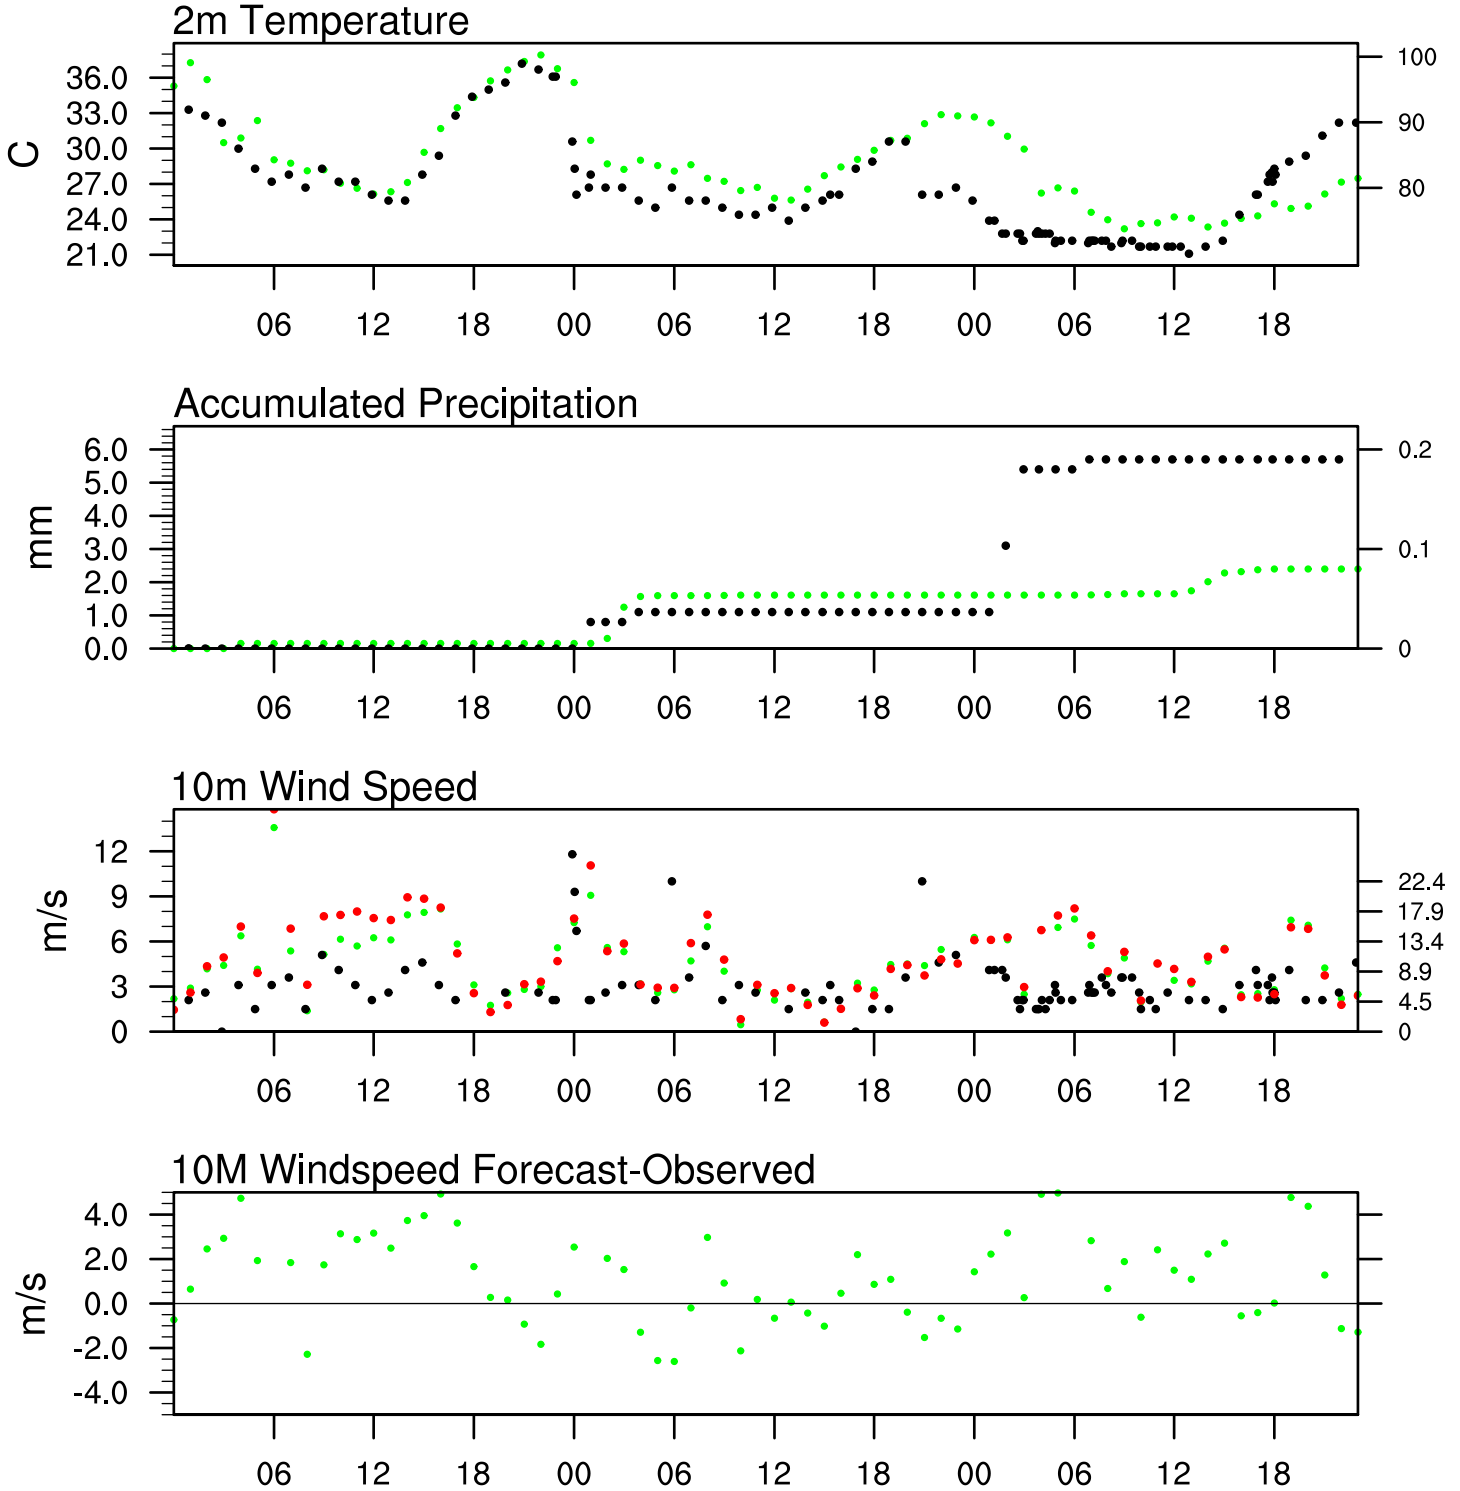 2m Temperature
36.0 100
33.0 90
30.0
27.0 80
24.0
21.0
C
06 12 18 00 06 12 18 00 06 12 18
Accumulated Precipitation
6.0 0.2
5.0
4.0
3.0 0.1
2.0
1.0
0.0 0
mm
06 12 18 00 06 12 18 00 06 12 18
10m Wind Speed
12
9 22.4
17.9
6 13.4
3 8.9
4.5
0 0
m/s
06 12 18 00 06 12 18 00 06 12 18
10M Windspeed Forecast-Observed
4.0
2.0
0.0
-2.0
-4.0
m/s
06 12 18 00 06 12 18 00 06 12 18